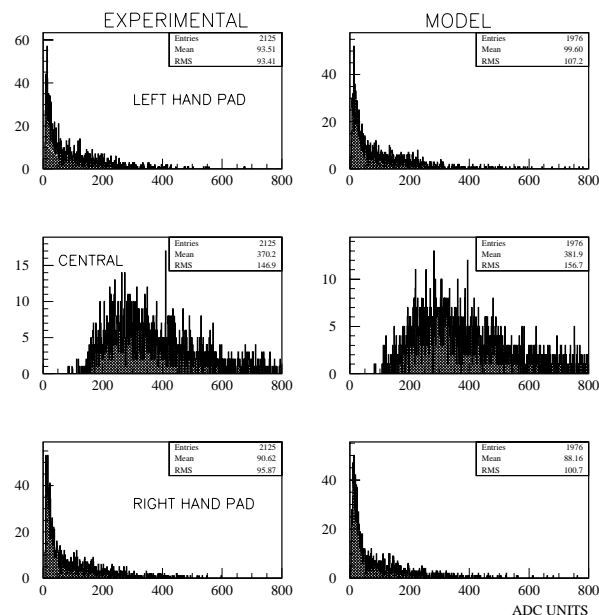 EXPERIMENTAL MODEL
Entries 2125
Mean 93.51
RMS 93.41
LEFT HAND PAD
60
40
20
0
0 200 400 600 800
Entries 1976
Mean 99.60
RMS 107.2
40
20
0
0 200 400 600 800
Entries 2125
Mean 370.2
RMS 146.9
CENTRAL
15
10
5
0
0 200 400 600 800
Entries 1976
Mean 381.9
RMS 156.7
10
5
0
0 200 400 600 800
Entries 2125
Mean 90.62
RMS 95.87
RIGHT HAND PAD
40
20
0
0 200 400 600 800
Entries 1976
Mean 88.16
RMS 100.7
40
20
0
0 200 400 600 800
ADC UNITS